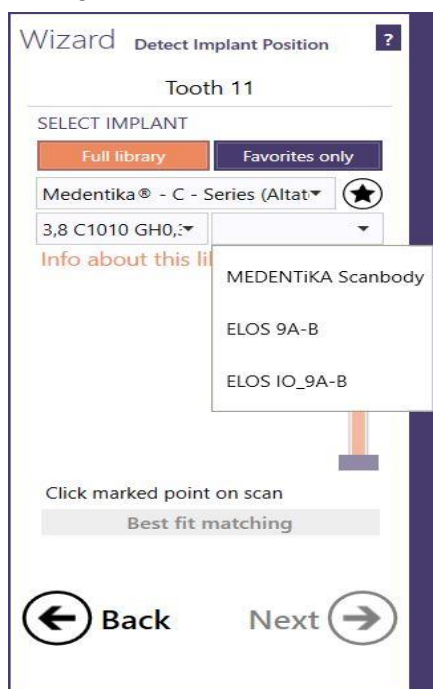 Wizard Detect Implant Position ?
Tooth 11
SELECT IMPLANT
Full library Favorites only
Medentika® - C - Series (Altat
3,8 C1010 GH0,
Info about this li
MEDENTiKA Scanbody
ELOS 9A-B
ELOS IO_9A-B
Click marked point on scan
Best fit matching
Back Next